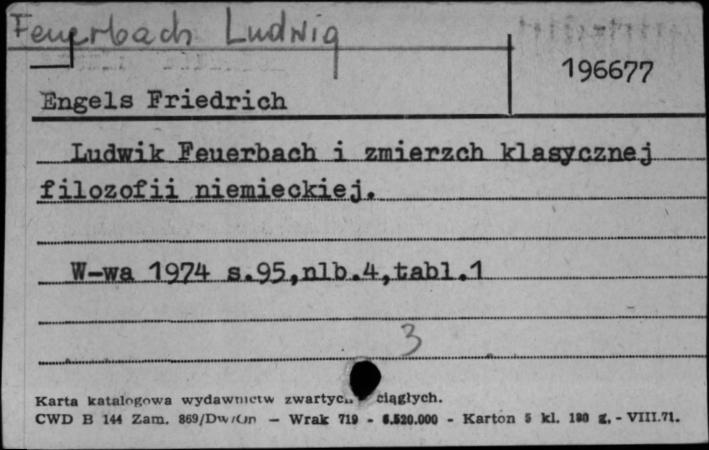 Feuerbach Ludwig
196677
Engels Friedrich
Ludwik Feuerbach i zmierzch klasycznej
filozofii niemieckiej.
W-wa 1974 s.95,nlb.4,tabl.1
3
Karta katalogowa wydawnictw zwartych ciągłych.
CWD B 144 Zam. 869/Dw/ - Wrak 719 - 6.520.000 - Karton 5 kl. 180 g. - VIII.71.